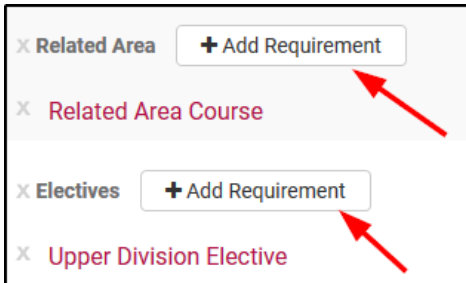 x Related Area + Add Requirement
x Related Area Course
x Electives + Add Requirement
x Upper Division Elective